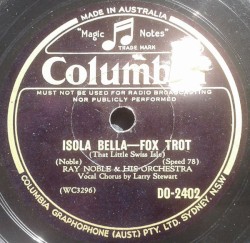 MADE IN AUSTRALIA
"Magic Notes"
TRADE MARK
Columbia
MUST NOT BE USED FOR RADIO BROADCASTING
NOR PUBLICLY PERFORMED
ISOLA BELLA—FOX TROT
(That Little Swiss Isle)
(Noble) (Speed 78)
RAY NOBLE & HIS ORCHESTRA
Vocal Chorus by Larry Stewart
(WC3296) DO-2402
COLUMBIA GRAPHOPHONE (AUST.) PTY LTD SYDNEY. N.S.W